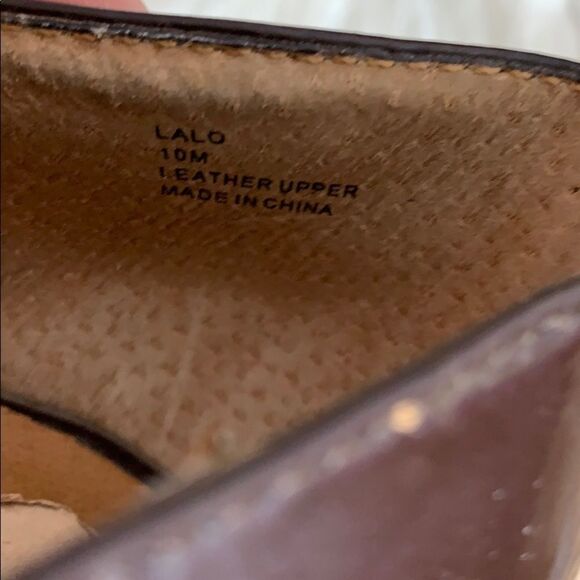 LALO
10M
LEATHER UPPER
MADE IN CHINA